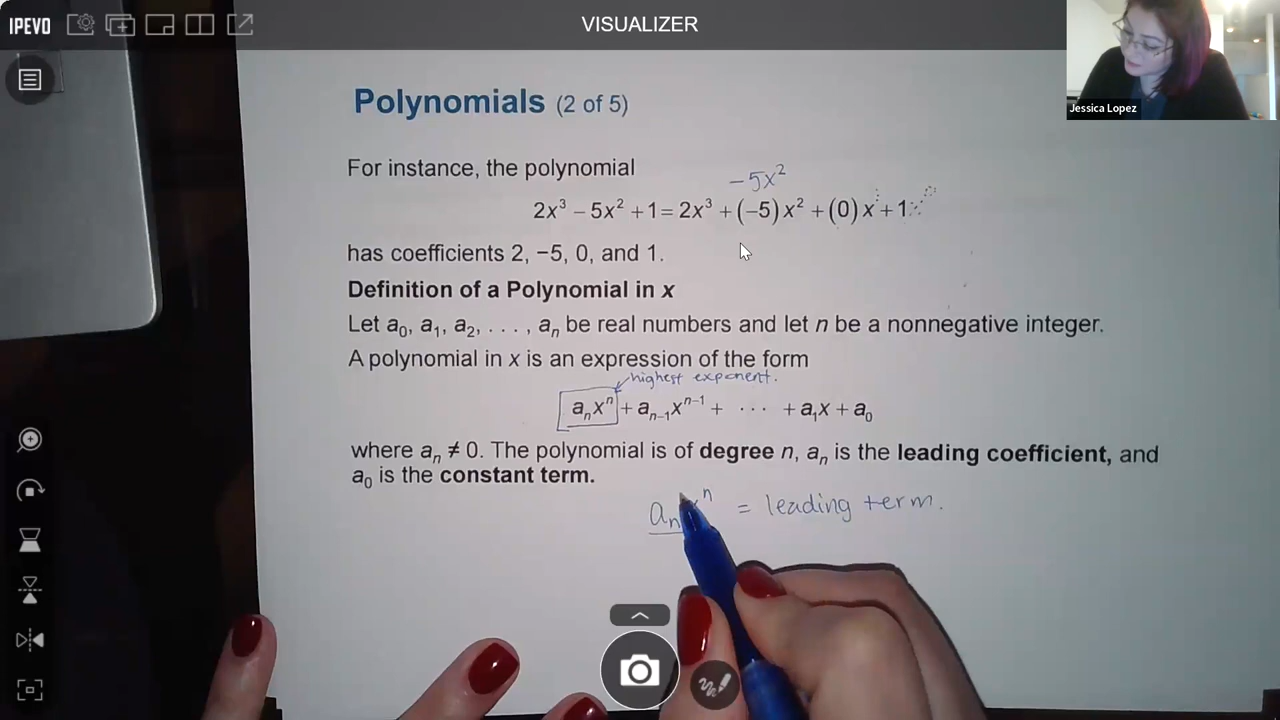 IPEVO
VISUALIZER
Jessica Lopez
Polynomials (2 of 5)
For instance, the polynomial
−5x²
2x³ − 5x² + 1 = 2x³ + (−5)x² + (0)x + 1
has coefficients 2, −5, 0, and 1.
Definition of a Polynomial in x
Let a₀, a₁, a₂, . . . , aₙ be real numbers and let n be a nonnegative integer.
A polynomial in x is an expression of the form
highest exponent.
aₙxⁿ + aₙ₋₁xⁿ⁻¹ + ··· + a₁x + a₀
where aₙ ≠ 0. The polynomial is of degree n, aₙ is the leading coefficient, and
a₀ is the constant term.
aₙxⁿ = leading term.